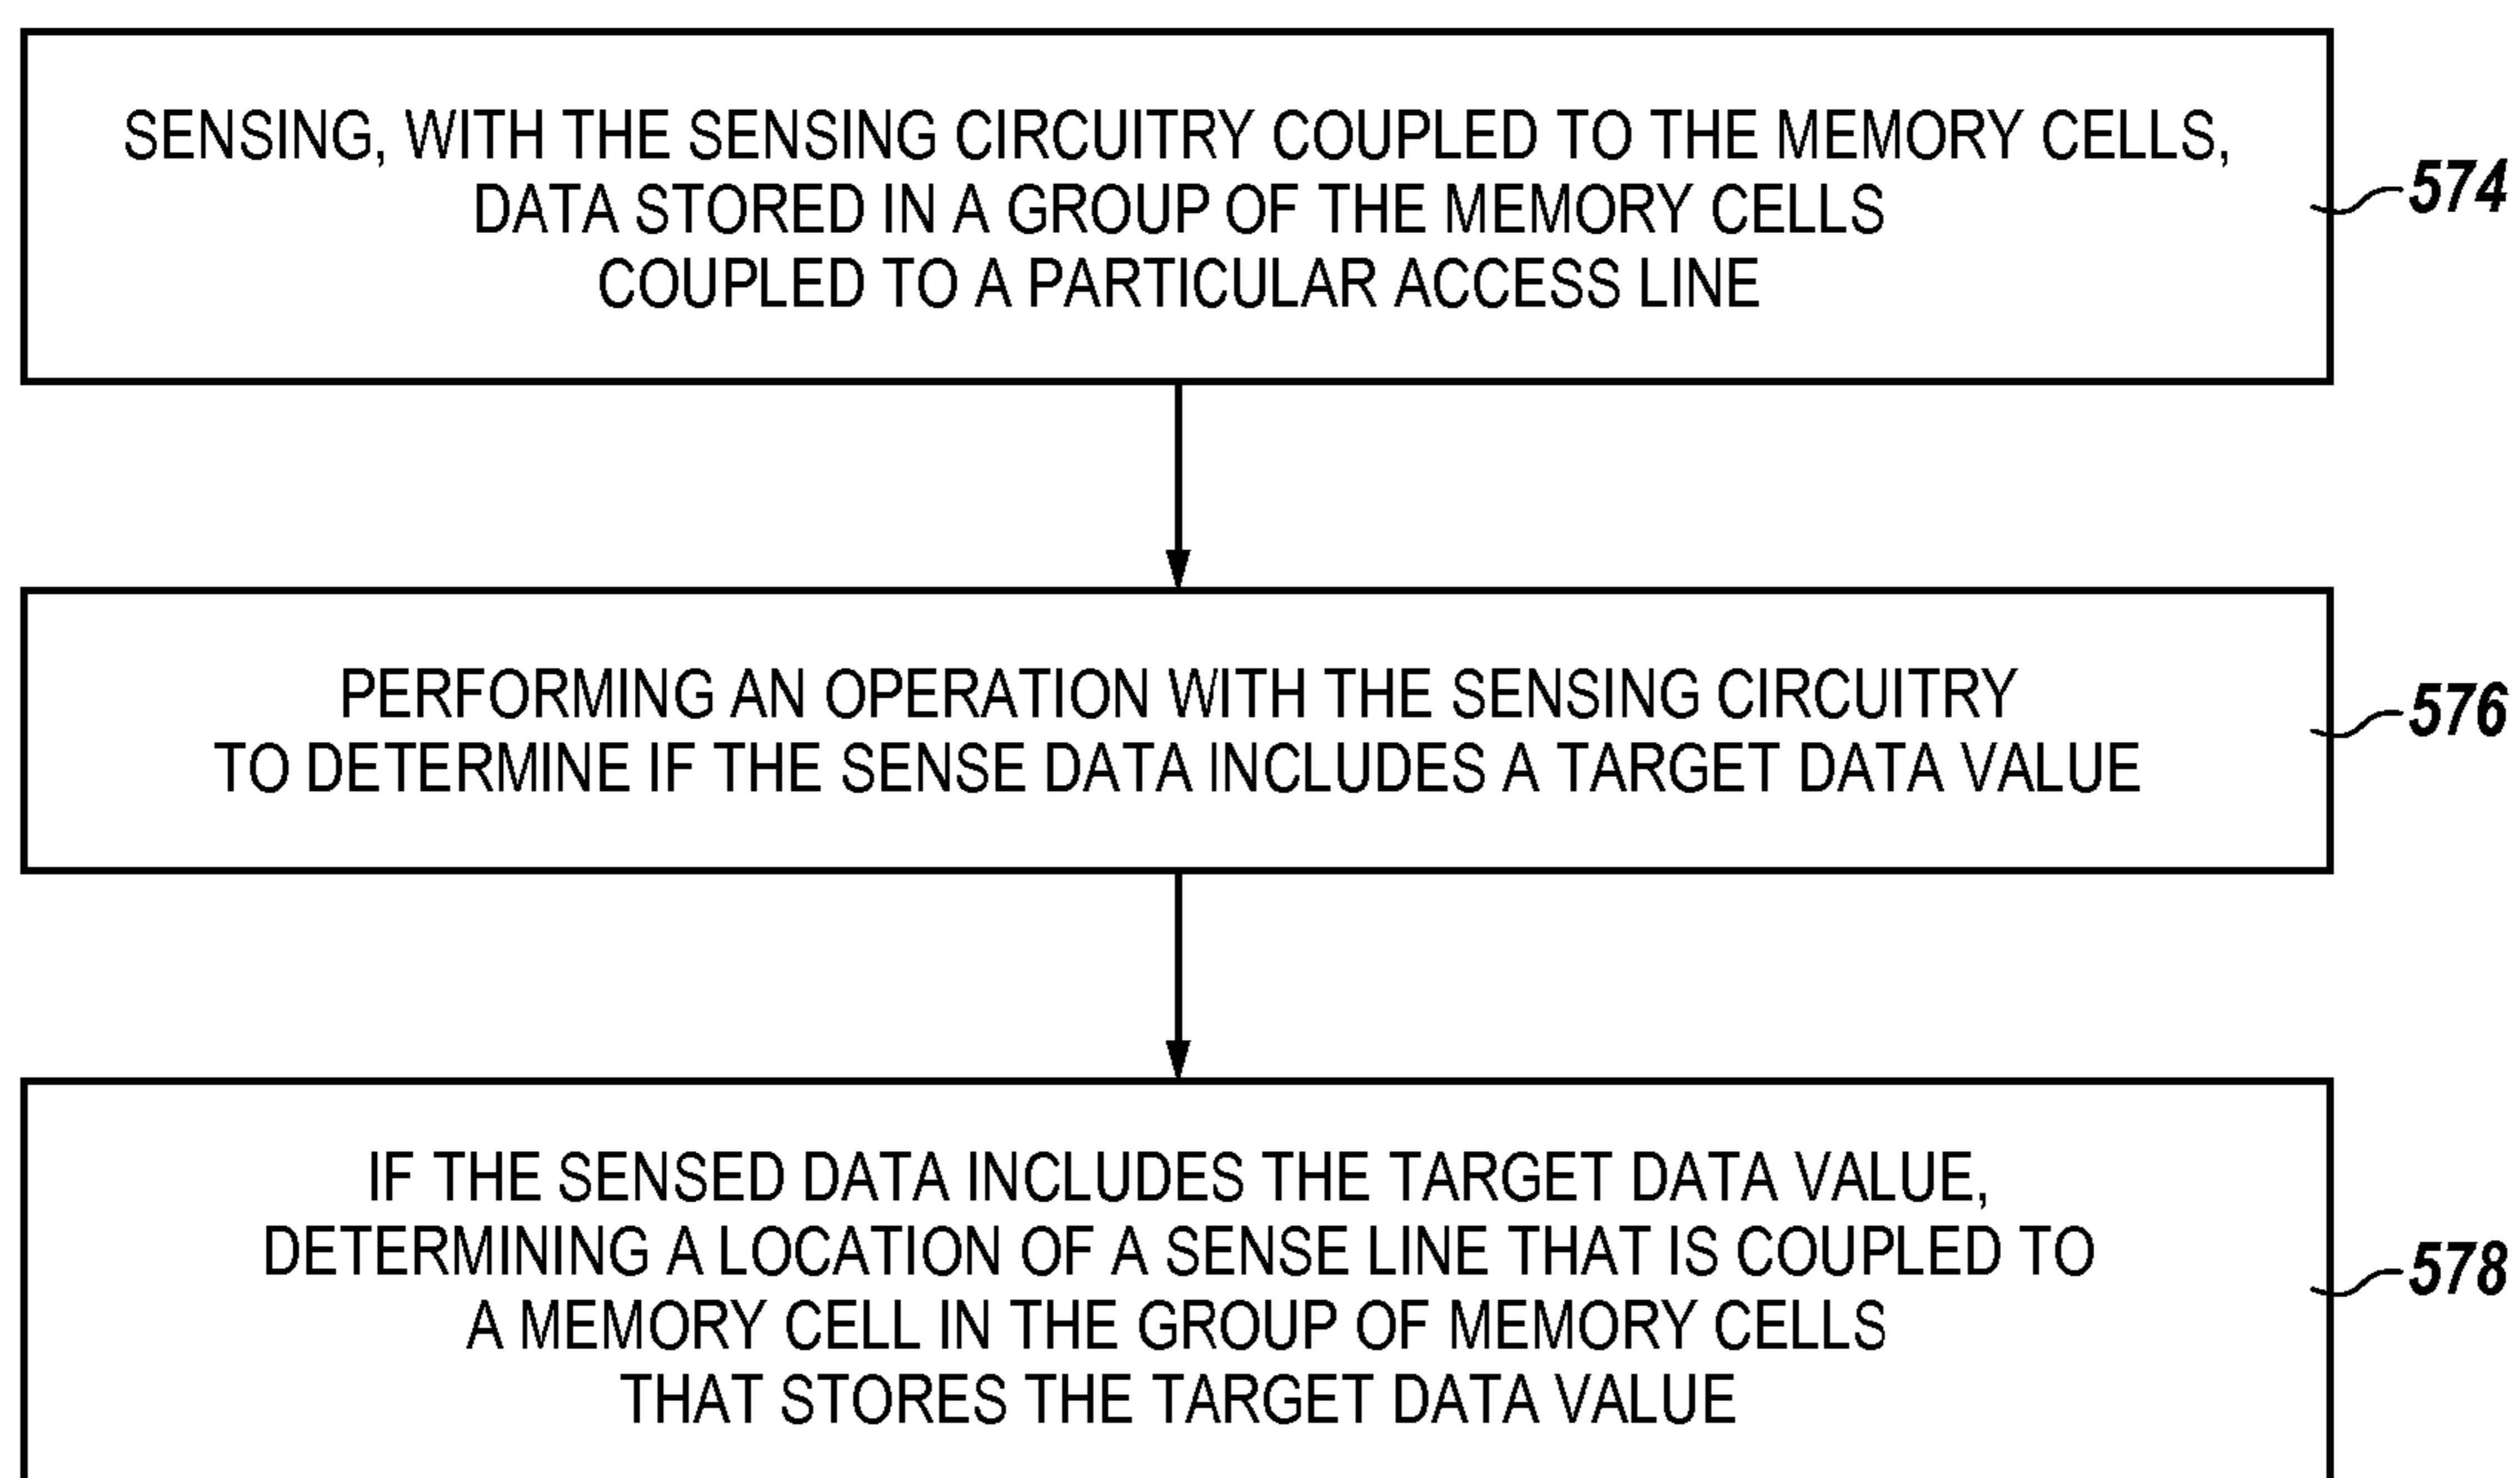 SENSING, WITH THE SENSING CIRCUITRY COUPLED TO THE MEMORY CELLS,
DATA STORED IN A GROUP OF THE MEMORY CELLS
COUPLED TO A PARTICULAR ACCESS LINE
574
PERFORMING AN OPERATION WITH THE SENSING CIRCUITRY
TO DETERMINE IF THE SENSE DATA INCLUDES A TARGET DATA VALUE
576
IF THE SENSED DATA INCLUDES THE TARGET DATA VALUE,
DETERMINING A LOCATION OF A SENSE LINE THAT IS COUPLED TO
A MEMORY CELL IN THE GROUP OF MEMORY CELLS
THAT STORES THE TARGET DATA VALUE
578